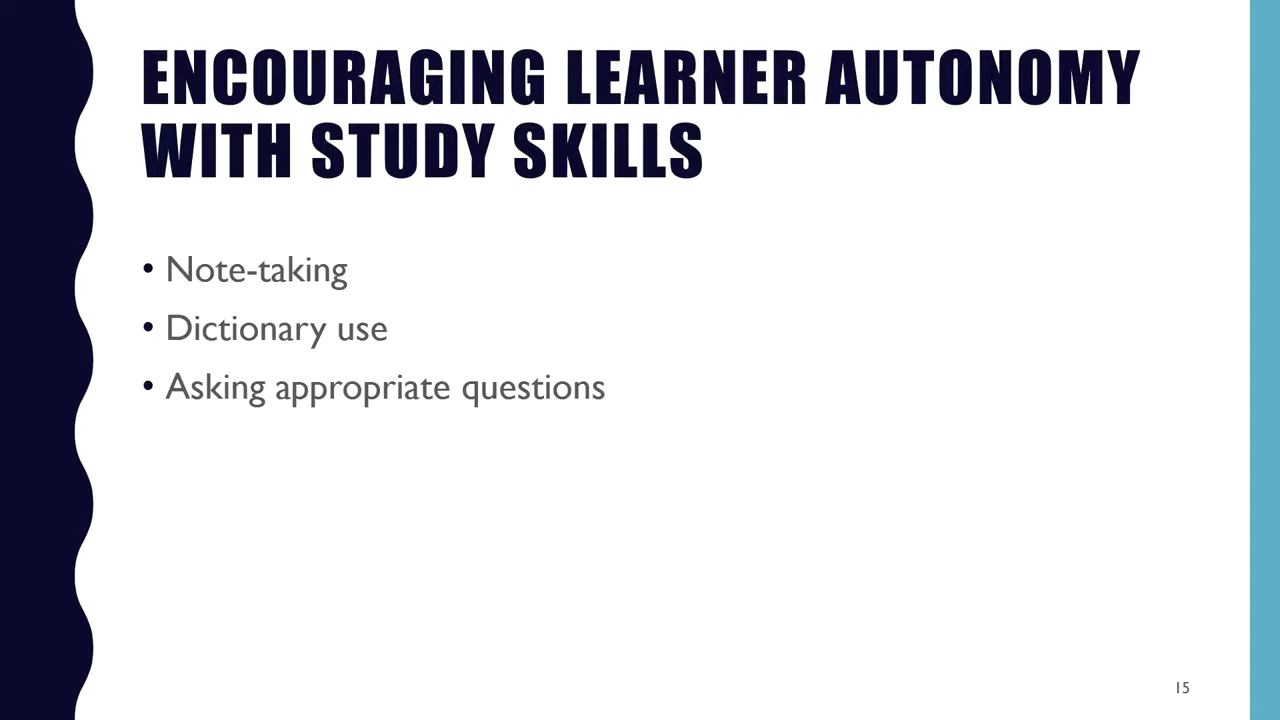 ENCOURAGING LEARNER AUTONOMY
WITH STUDY SKILLS
• Note-taking
• Dictionary use
• Asking appropriate questions
15